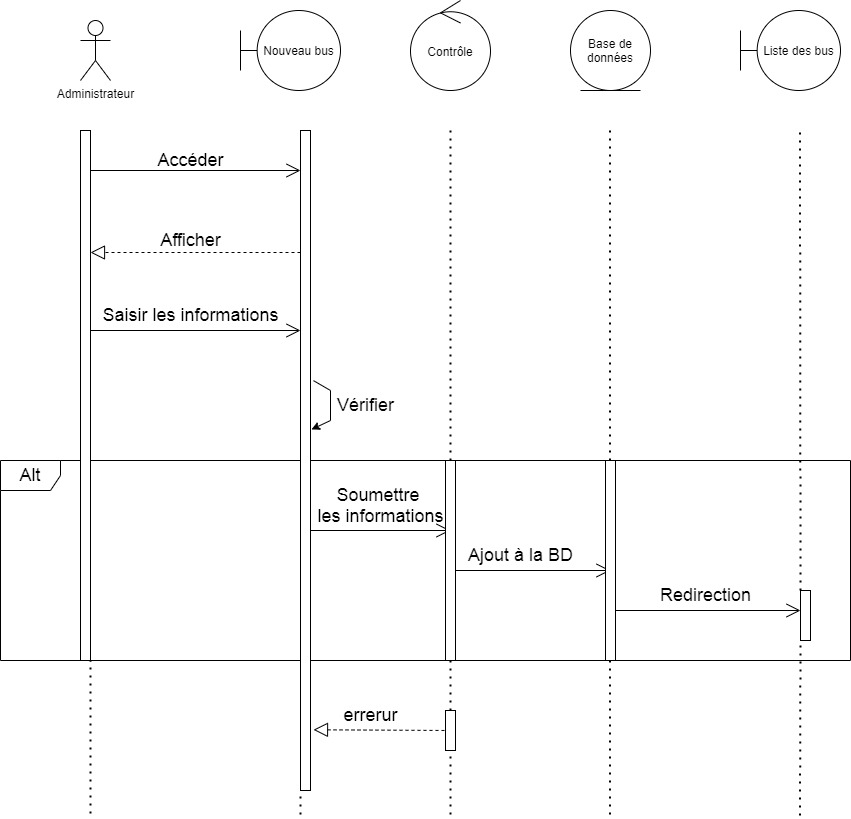 Administrateur
Nouveau bus
Contrôle
Base de
données
Liste des bus
Accéder
Afficher
Saisir les informations
Vérifier
Alt
Soumettre
les informations
Ajout à la BD
Redirection
errerur